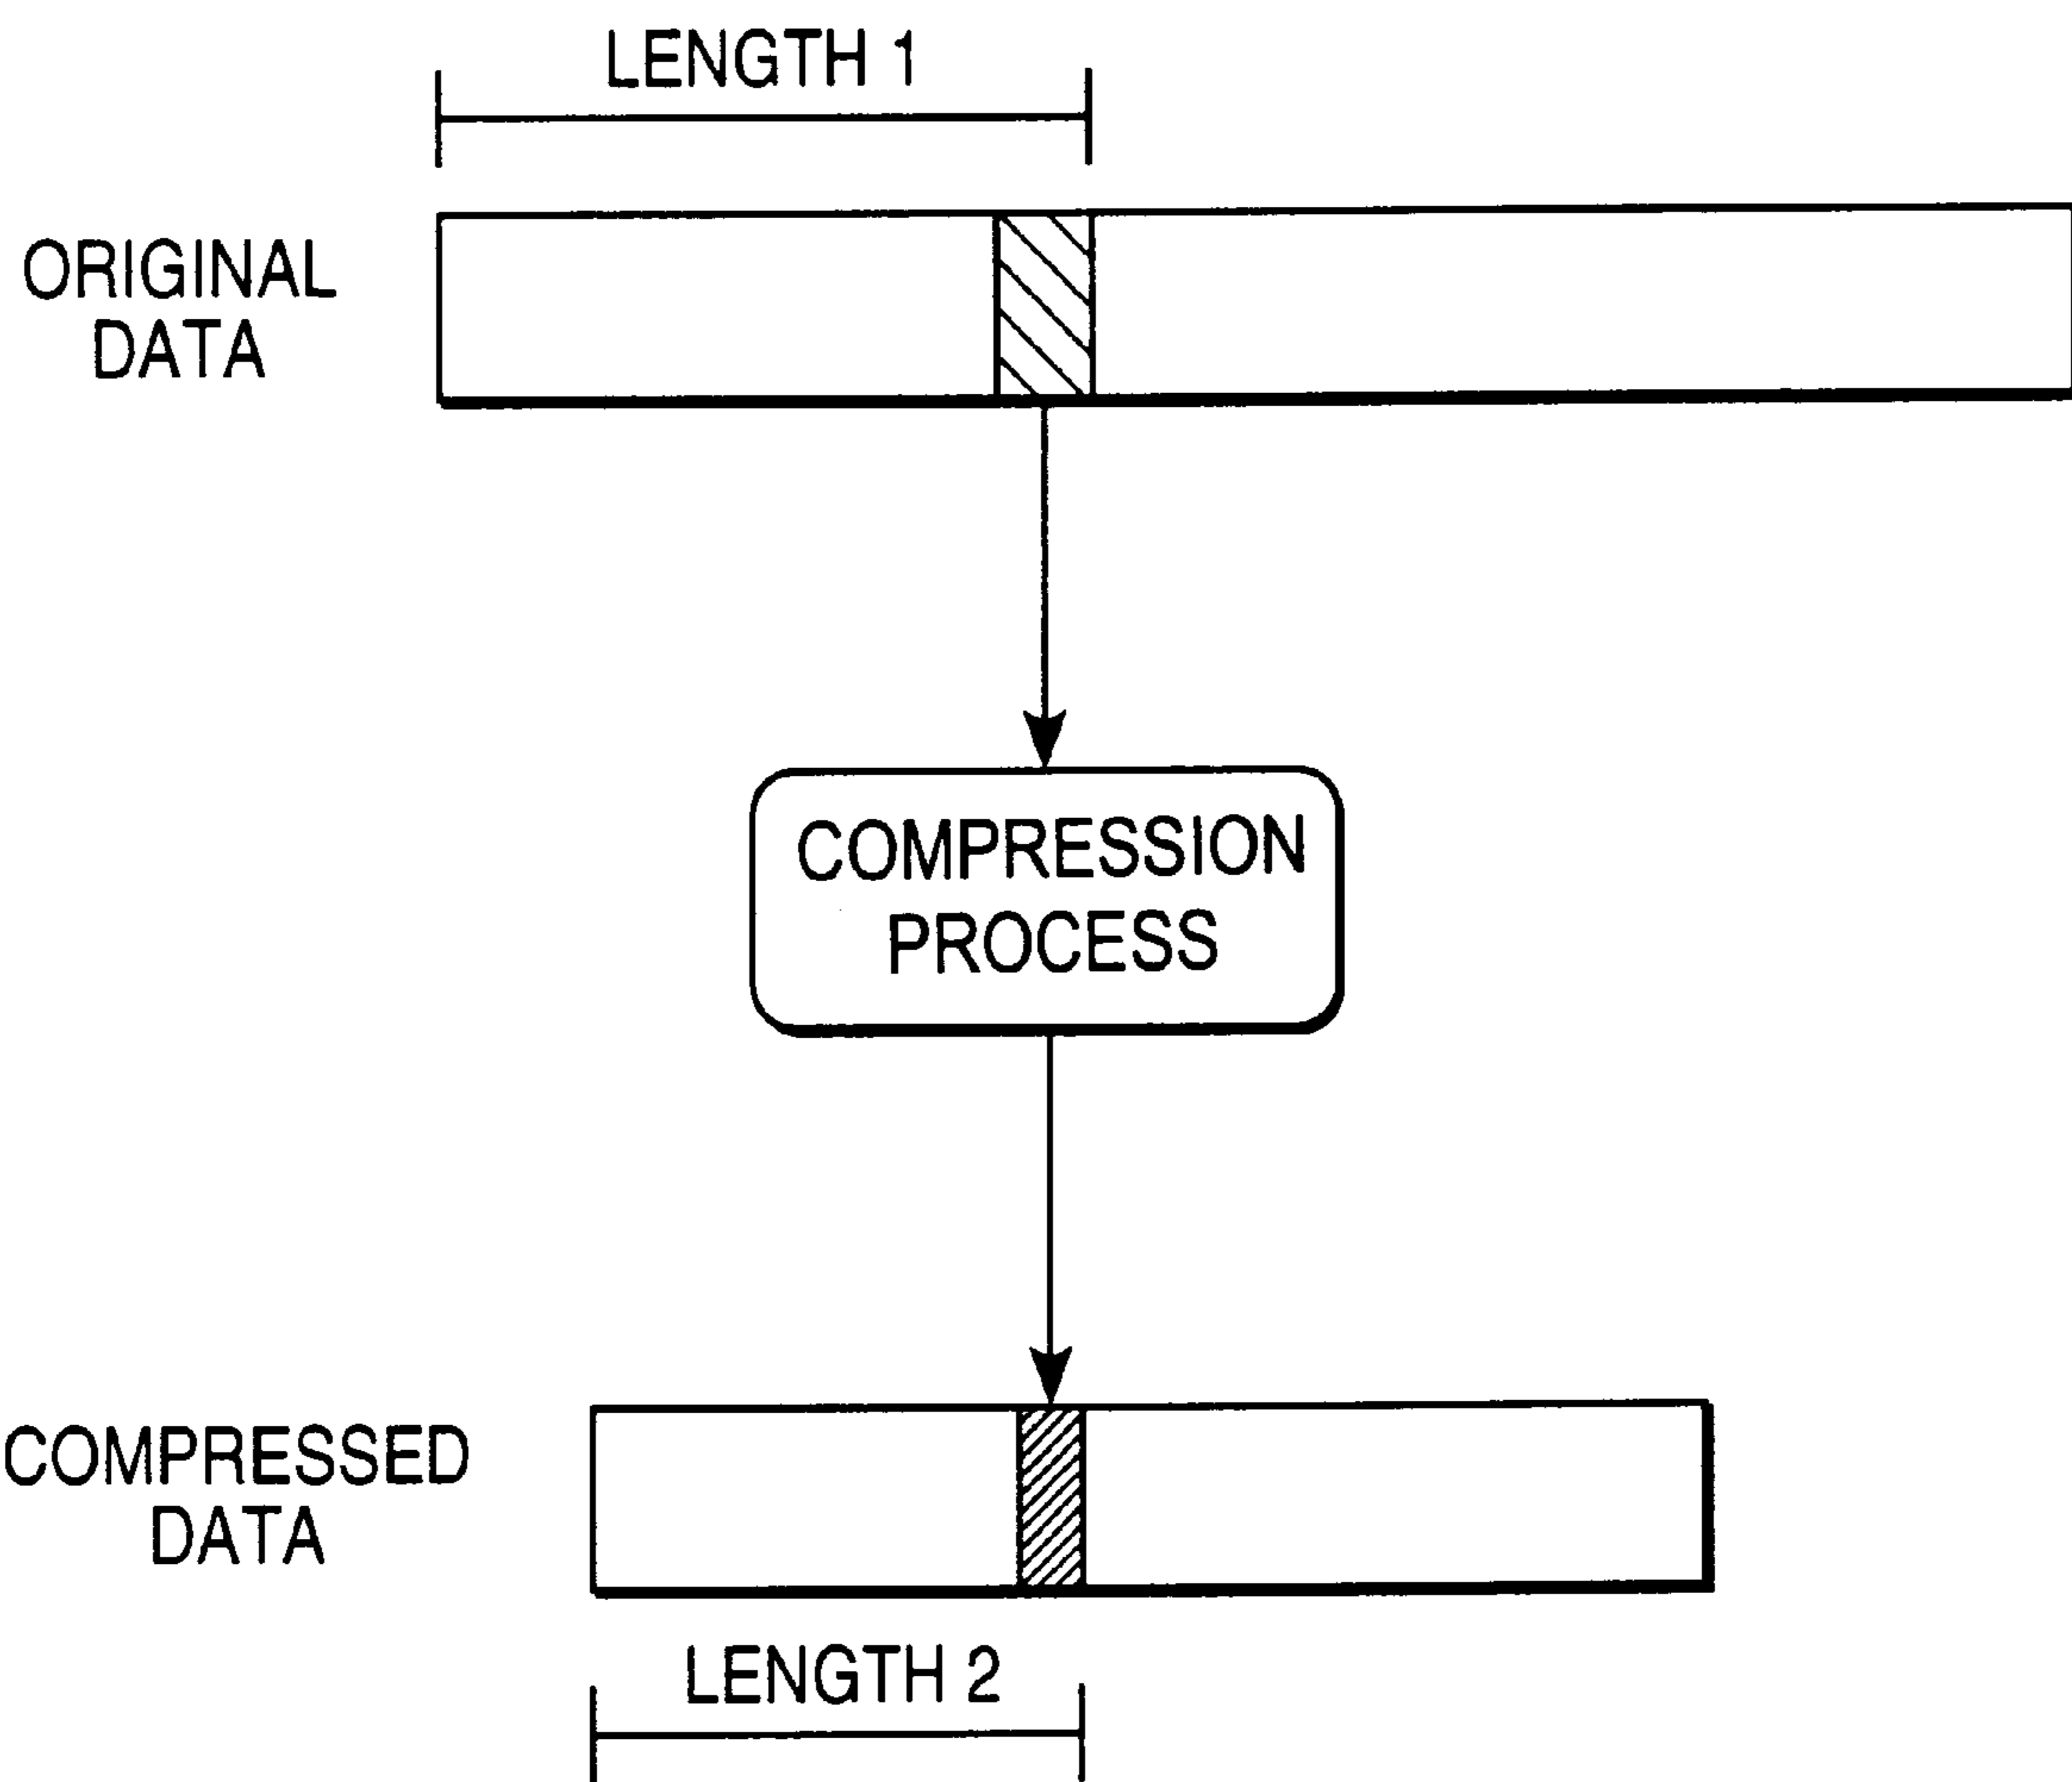 LENGTH 1
ORIGINAL
DATA
COMPRESSION
PROCESS
COMPRESSED
DATA
LENGTH 2